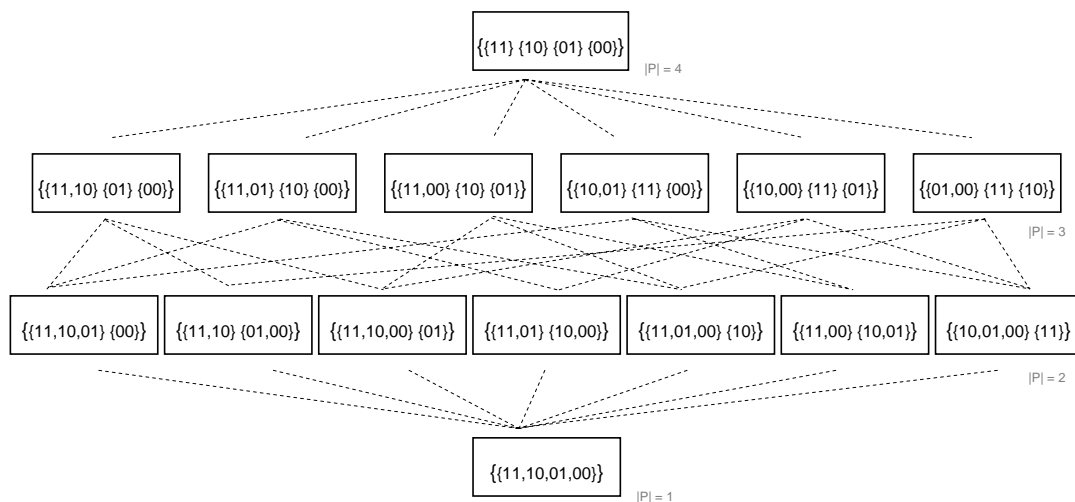 {{11} {10} {01} {00}}
|P| = 4
{{11,10} {01} {00}} {{11,01} {10} {00}} {{11,00} {10} {01}} {{10,01} {11} {00}} {{10,00} {11} {01}} {{01,00} {11} {10}}
|P| = 3
{{11,10,01} {00}} {{11,10} {01,00}} {{11,10,00} {01}} {{11,01} {10,00}} {{11,01,00} {10}} {{11,00} {10,01}} {{10,01,00} {11}}
|P| = 2
{{11,10,01,00}}
|P| = 1